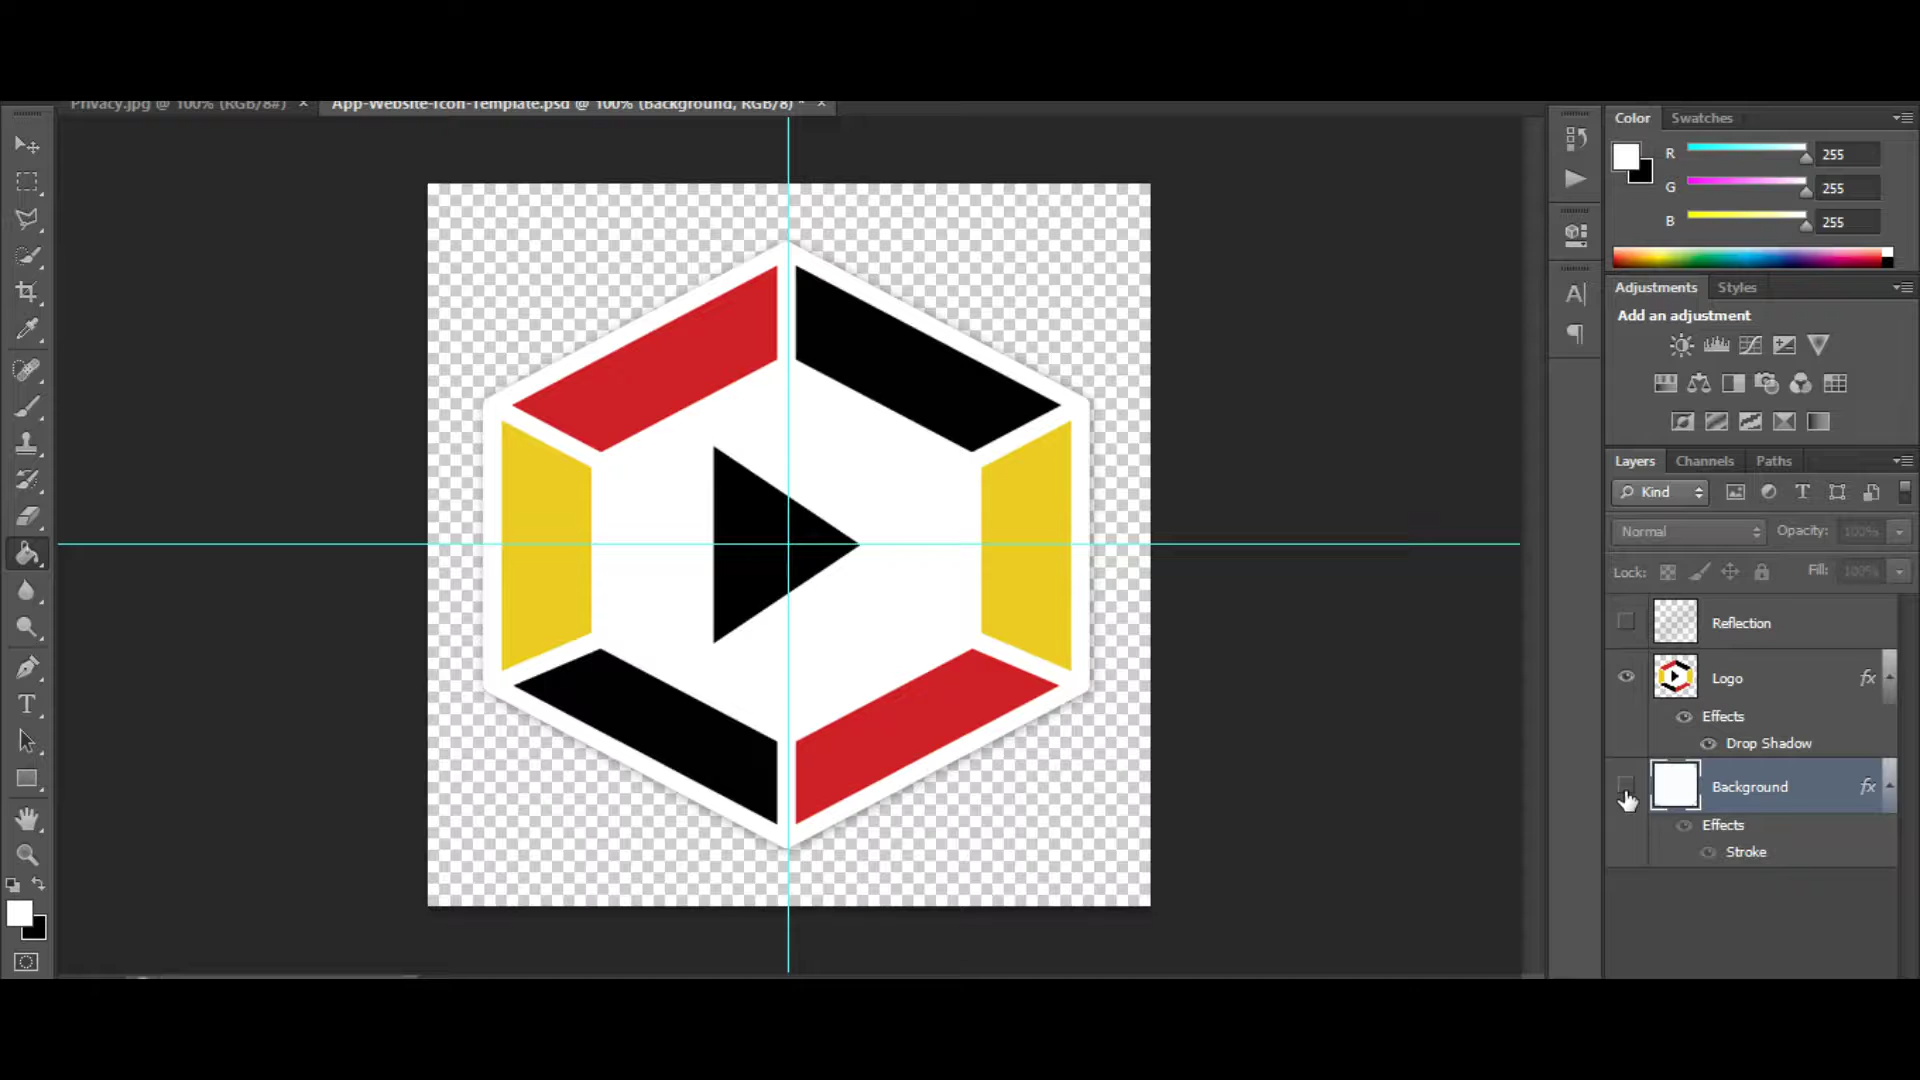 Privacy.jpg @ 100% (RGB/8#) ×
App-Website-Icon-Template.psd @ 100% (Background, RGB/8) * ×
Color
Swatches
R
255
G
255
B
255
Adjustments
Styles
Add an adjustment
Layers
Channels
Paths
Kind
Normal
Opacity:
100%
Lock:
Fill:
100%
Reflection
Logo
fx
Effects
Drop Shadow
Background
fx
Effects
Stroke